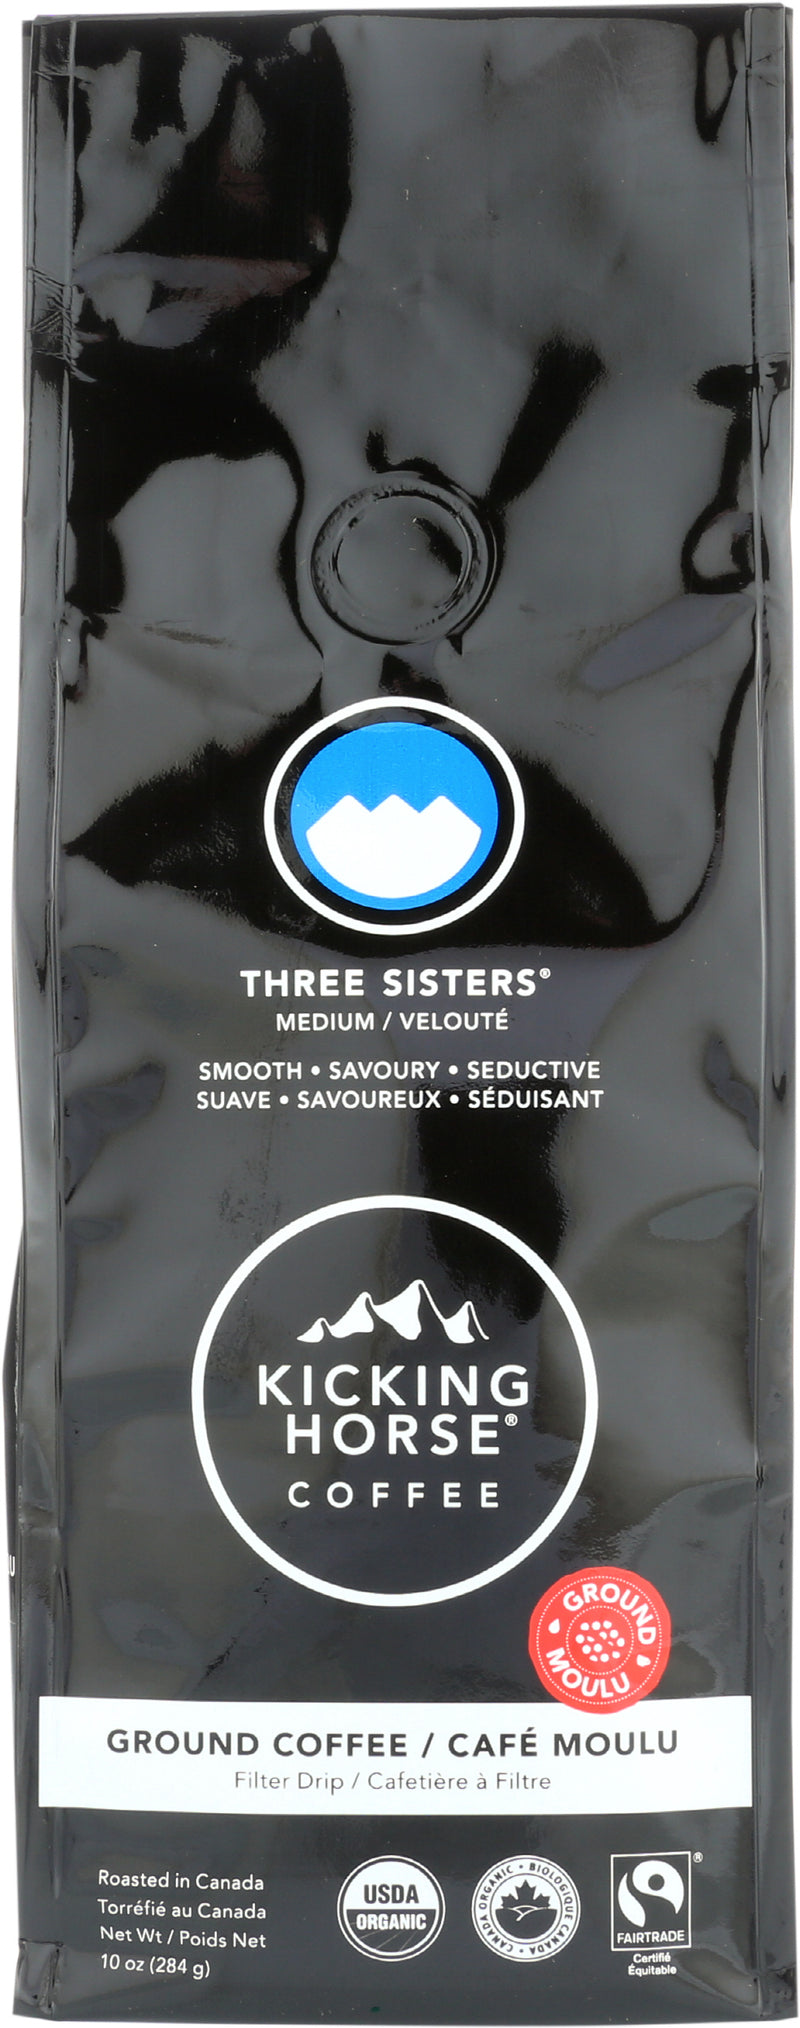 THREE SISTERS®
MEDIUM / VELOUTÉ
SMOOTH • SAVOURY • SEDUCTIVE
SUAVE • SAVOUREUX • SÉDUISANT
KICKING
HORSE®
COFFEE
GROUND
MOULU
GROUND COFFEE / CAFÉ MOULU
Filter Drip / Cafetière à Filtre
Roasted in Canada
Torréfié au Canada
Net Wt / Poids Net
10 oz (284 g)
USDA
ORGANIC
CANADA ORGANIC • BIOLOGIQUE CANADA •
FAIRTRADE
®
Certifié
Équitable